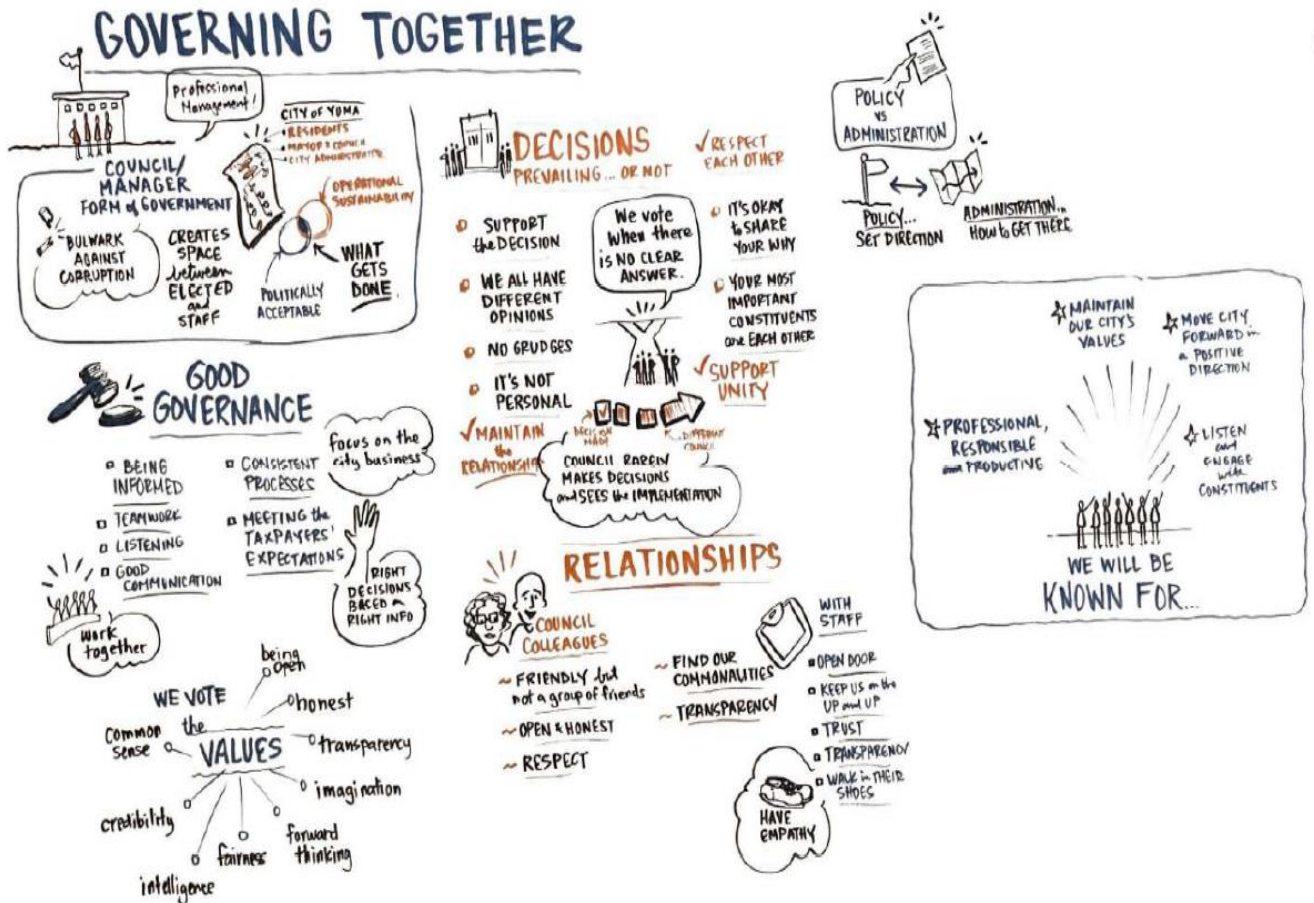 GOVERNING TOGETHER
Professional
Management!
CITY OF YUMA
• RESIDENTS
• MAYOR & COUNCIL
• CITY ADMINISTRATOR
COUNCIL/
MANAGER
FORM of GOVERNMENT
BULWARK
AGAINST
CORRUPTION
CREATES
SPACE
between
ELECTED
and
STAFF
OPERATIONAL
SUSTAINABILITY
POLITICALLY
ACCEPTABLE
WHAT
GETS
DONE.
GOOD
GOVERNANCE
BEING
INFORMED
TEAMWORK
LISTENING
GOOD
COMMUNICATION
CONSISTENT
PROCESSES
MEETING the
TAXPAYERS'
EXPECTATIONS
focus on the
city business
RIGHT
DECISIONS
BASED on
RIGHT INFO
work
together
WE VOTE
the
VALUES
being
open
honest
transparency
imagination
forward
thinking
fairness
intelligence
credibility
common
sense
DECISIONS
PREVAILING... OR NOT
✓ RESPECT
EACH OTHER
SUPPORT
the DECISION
WE ALL HAVE
DIFFERENT
OPINIONS
NO GRUDGES
IT'S NOT
PERSONAL
✓ MAINTAIN
the
RELATIONSHIP
We vote
When there
is NO CLEAR
ANSWER.
IT'S OKAY
to SHARE
YOUR WHY
YOUR MOST
IMPORTANT
CONSTITUENTS
are EACH OTHER
✓ SUPPORT
UNITY
DECISION
MADE
DIFFERENT
COUNCIL
COUNCIL RARELY
MAKES DECISIONS
and SEES the IMPLEMENTATION
RELATIONSHIPS
COUNCIL
COLLEAGUES
~ FRIENDLY but
not a group of friends
~ OPEN & HONEST
~ RESPECT
~ FIND OUR
COMMONALITIES
~ TRANSPARENCY
WITH
STAFF
OPEN DOOR
KEEP US on the
UP and UP
TRUST
TRANSPARENCY
WALK in THEIR
SHOES
HAVE
EMPATHY
POLICY
vs
ADMINISTRATION
POLICY...
SET DIRECTION
ADMINISTRATION...
HOW to GET THERE
☆ MAINTAIN
OUR CITY'S
VALUES
☆ MOVE CITY
FORWARD in
a POSITIVE
DIRECTION
☆ PROFESSIONAL,
RESPONSIBLE
and PRODUCTIVE
☆ LISTEN
and
ENGAGE
with
CONSTITUENTS
WE WILL BE
KNOWN FOR...